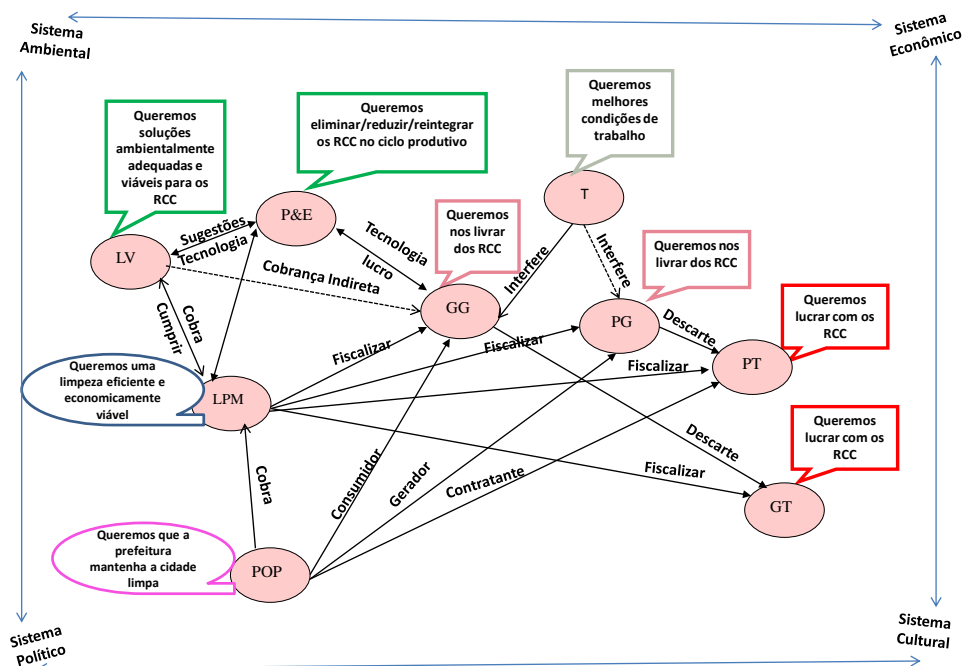 Sistema
Ambiental
Sistema
Econômico
Queremos
soluções
ambientalmente
adequadas e
viáveis para os
RCC
Queremos
eliminar/reduzir/reintegrar
os RCC no ciclo produtivo
Queremos
melhores
condições de
trabalho
T
P&E
Queremos
nos livrar
dos RCC
Queremos nos
livrar dos RCC
Sugestões
Tecnologia
Tecnologia
lucro
LV
Cobrança Indireta
Interfere
Interfere
GG
PG
Queremos
lucrar com os
RCC
Descarte
Cobra
Cumprir
Fiscalizar
Fiscalizar
Fiscalizar
PT
Queremos uma
limpeza eficiente e
economicamente
viável
LPM
Queremos
lucrar com os
RCC
Descarte
Fiscalizar
GT
Cobra
Consumidor
Gerador
Contratante
Queremos que a
prefeitura
mantenha a cidade
limpa
POP
Sistema
Político
Sistema
Cultural